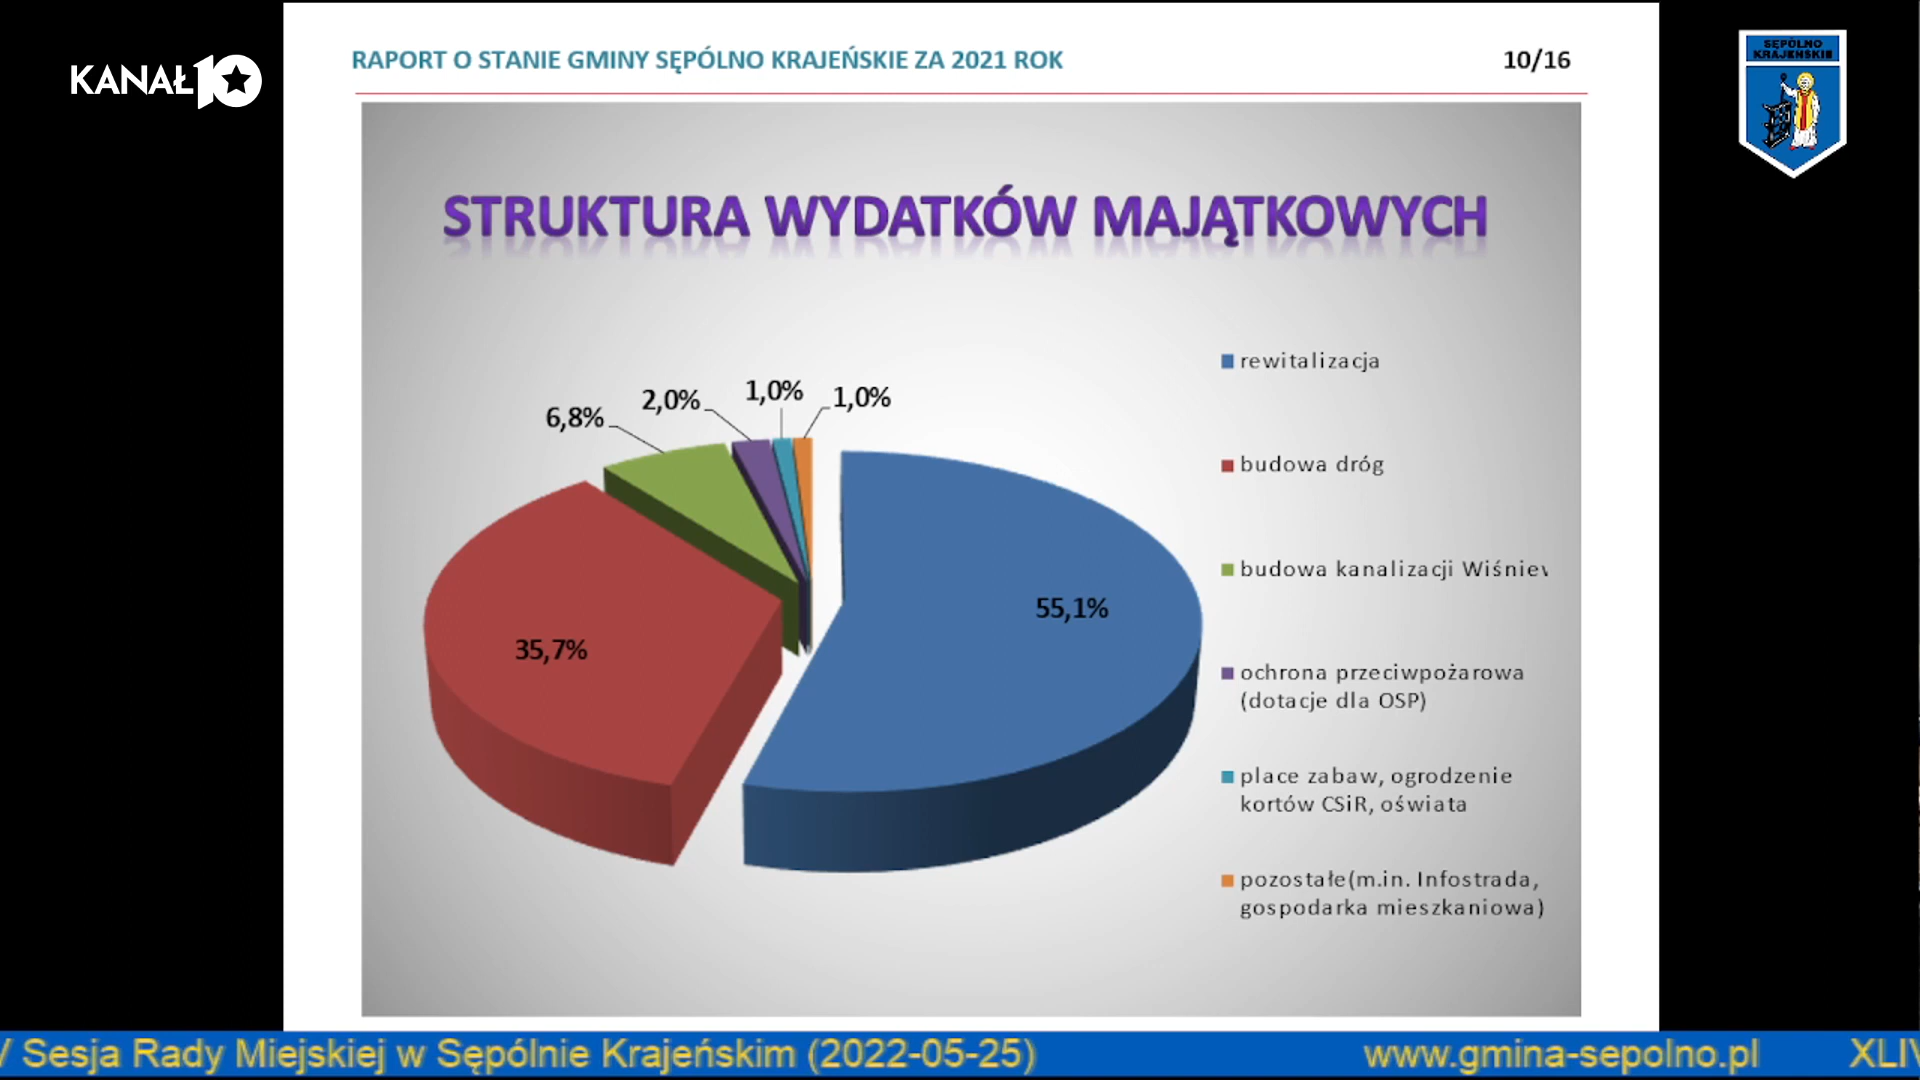 KANAŁ 10
RAPORT O STANIE GMINY SĘPÓLNO KRAJEŃSKIE ZA 2021 ROK
10/16
SĘPÓLNO
KRAJEŃSKIE
STRUKTURA WYDATKÓW MAJĄTKOWYCH
6,8%
2,0%
1,0%
1,0%
35,7%
55,1%
rewitalizacja
budowa dróg
budowa kanalizacji
ochrona przeciwpożarowa
(dotacje dla OSP)
place zabaw, ogrodzenie
kortów CSiR, oświata
pozostałe(m.in. Infostrada,
gospodarka mieszkaniowa)
Sesja Rady Miejskiej w Sępólnie Krajeńskim (2022-05-25) www.gmina-sepolno.pl